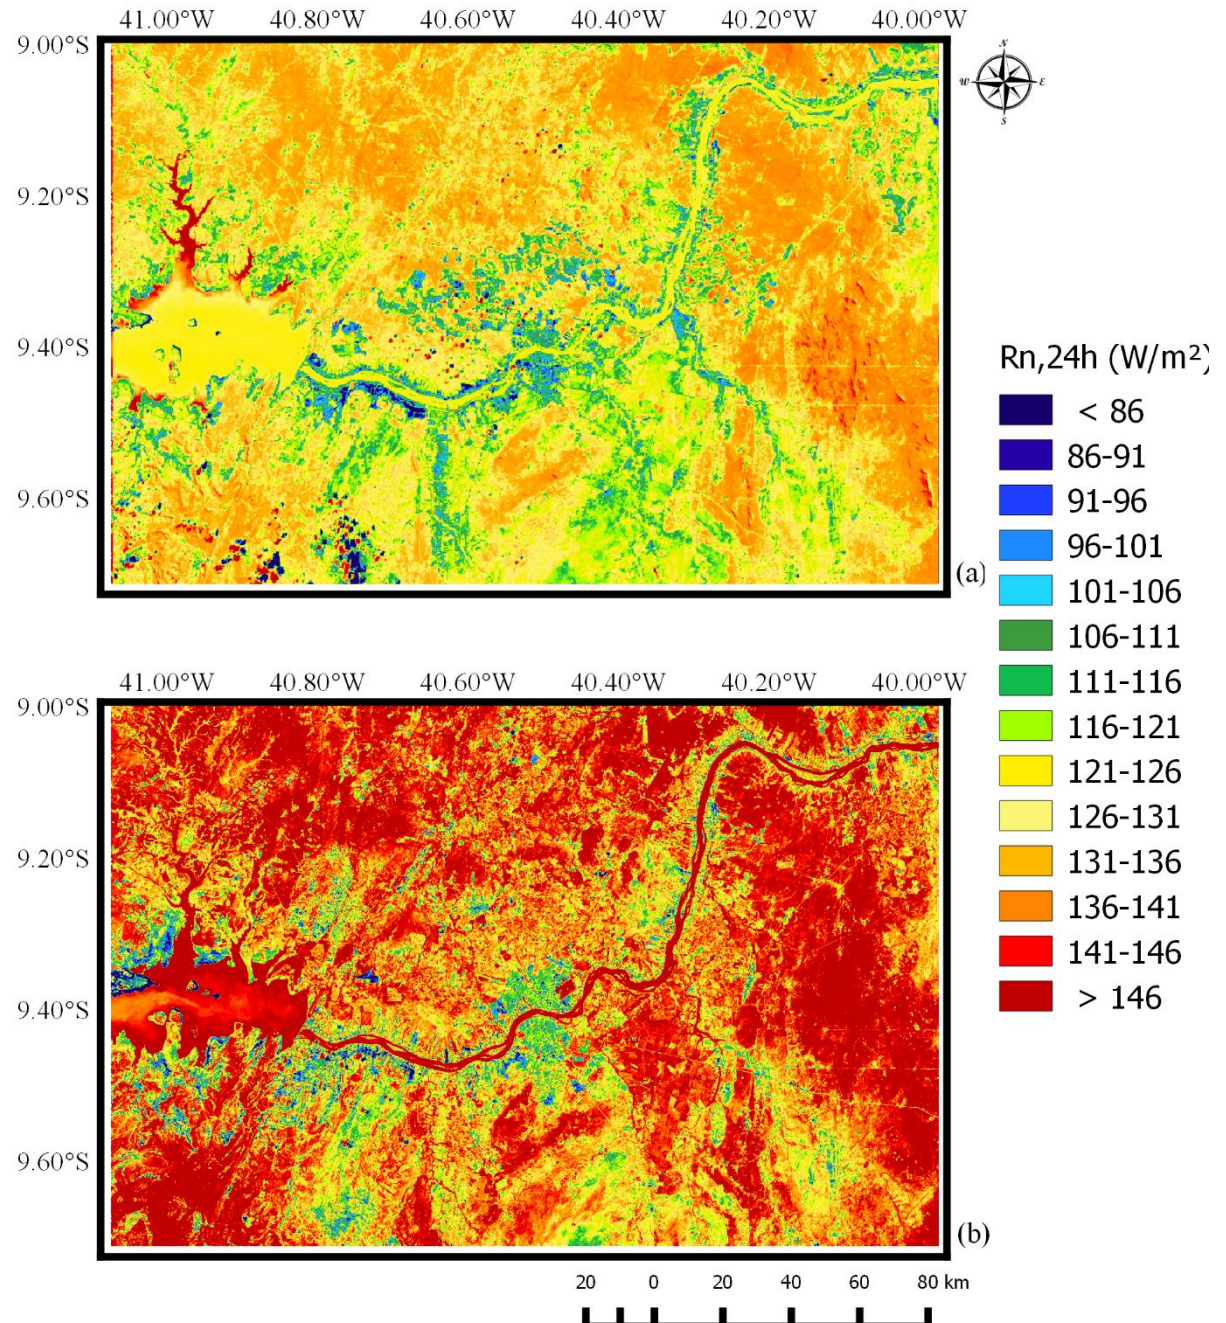 41.00°W 40.80°W 40.60°W 40.40°W 40.20°W 40.00°W
9.00°S
N
W E
S
9.20°S
9.40°S
9.60°S
(a)
Rn,24h (W/m²)
< 86
86-91
91-96
96-101
101-106
106-111
111-116
116-121
121-126
126-131
131-136
136-141
141-146
> 146
41.00°W 40.80°W 40.60°W 40.40°W 40.20°W 40.00°W
9.00°S
9.20°S
9.40°S
9.60°S
(b)
20 0 20 40 60 80 km